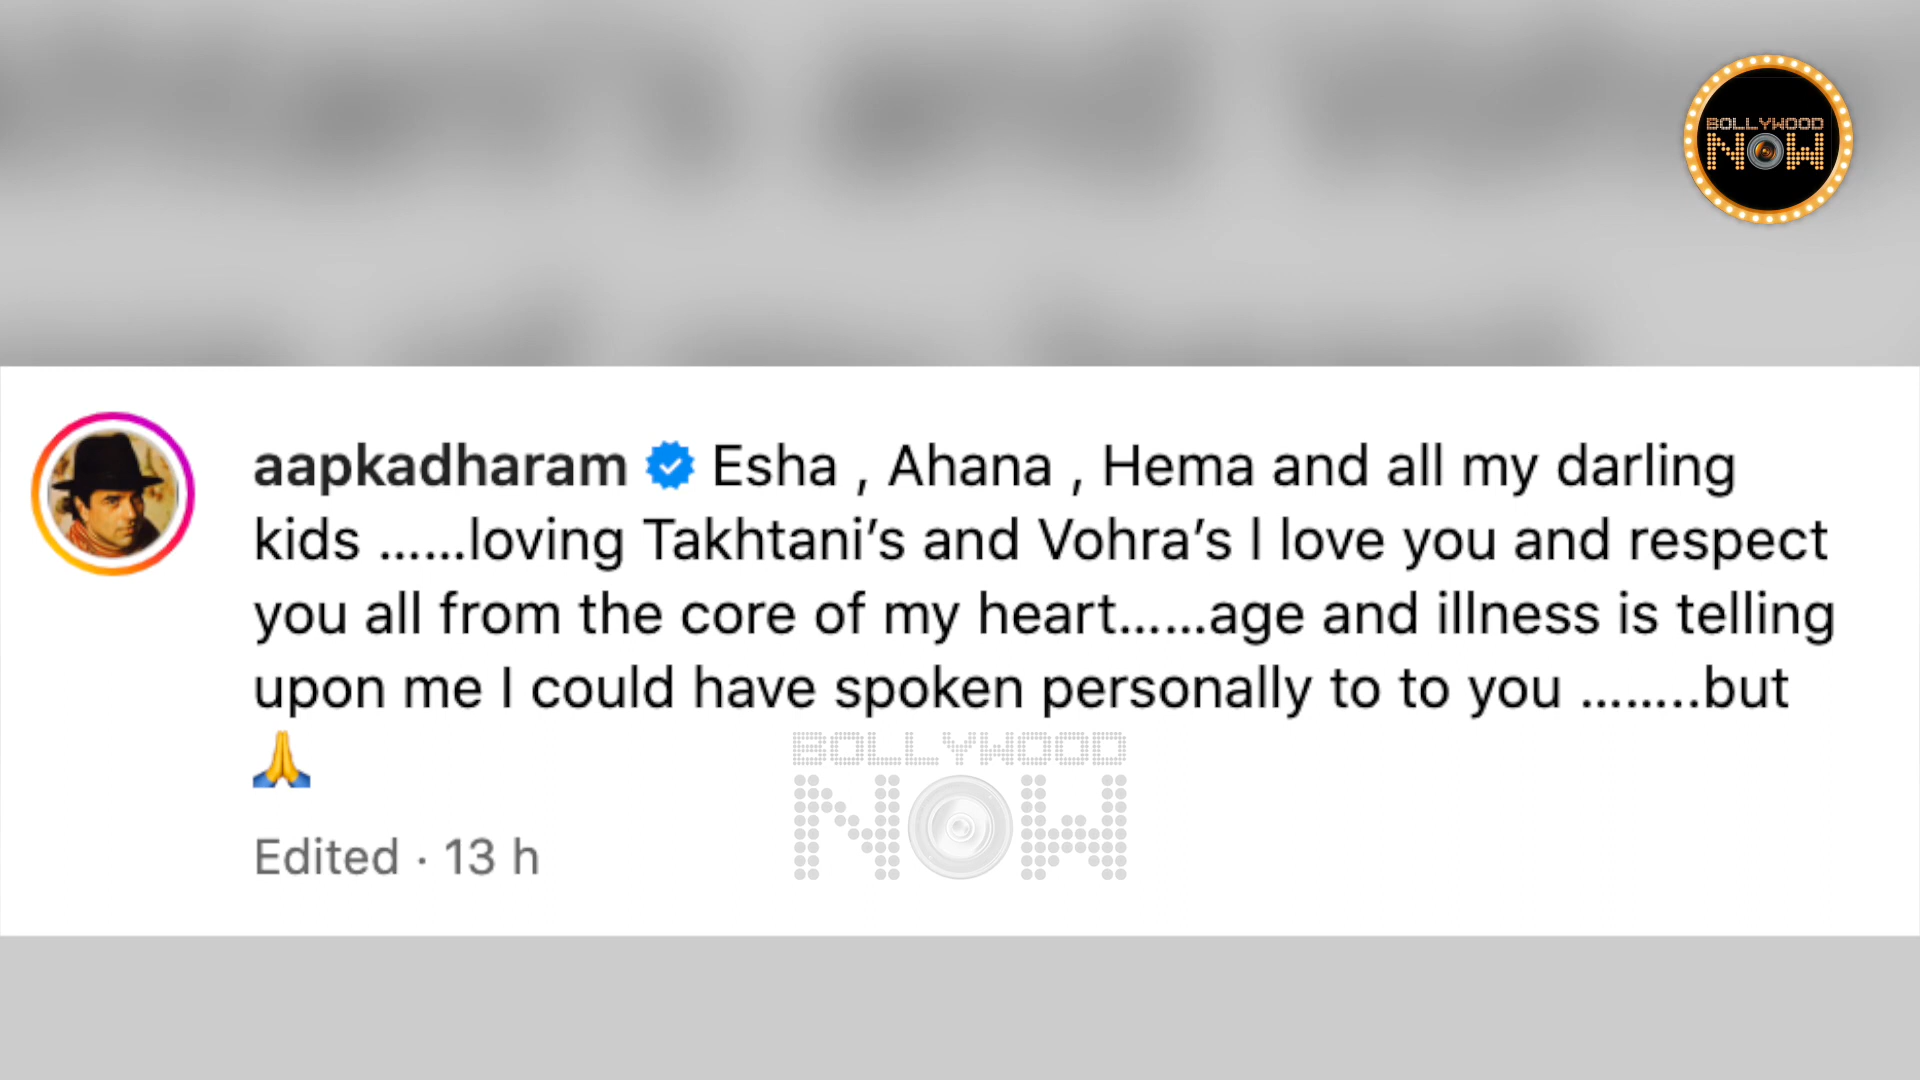 BOLLYWOOD
NOW
aapkadharam Esha , Ahana , Hema and all my darling
kids ......loving Takhtani’s and Vohra’s I love you and respect
you all from the core of my heart......age and illness is telling
upon me I could have spoken personally to to you ........but
🙏
BOLLYWOOD
NOW
Edited · 13 h